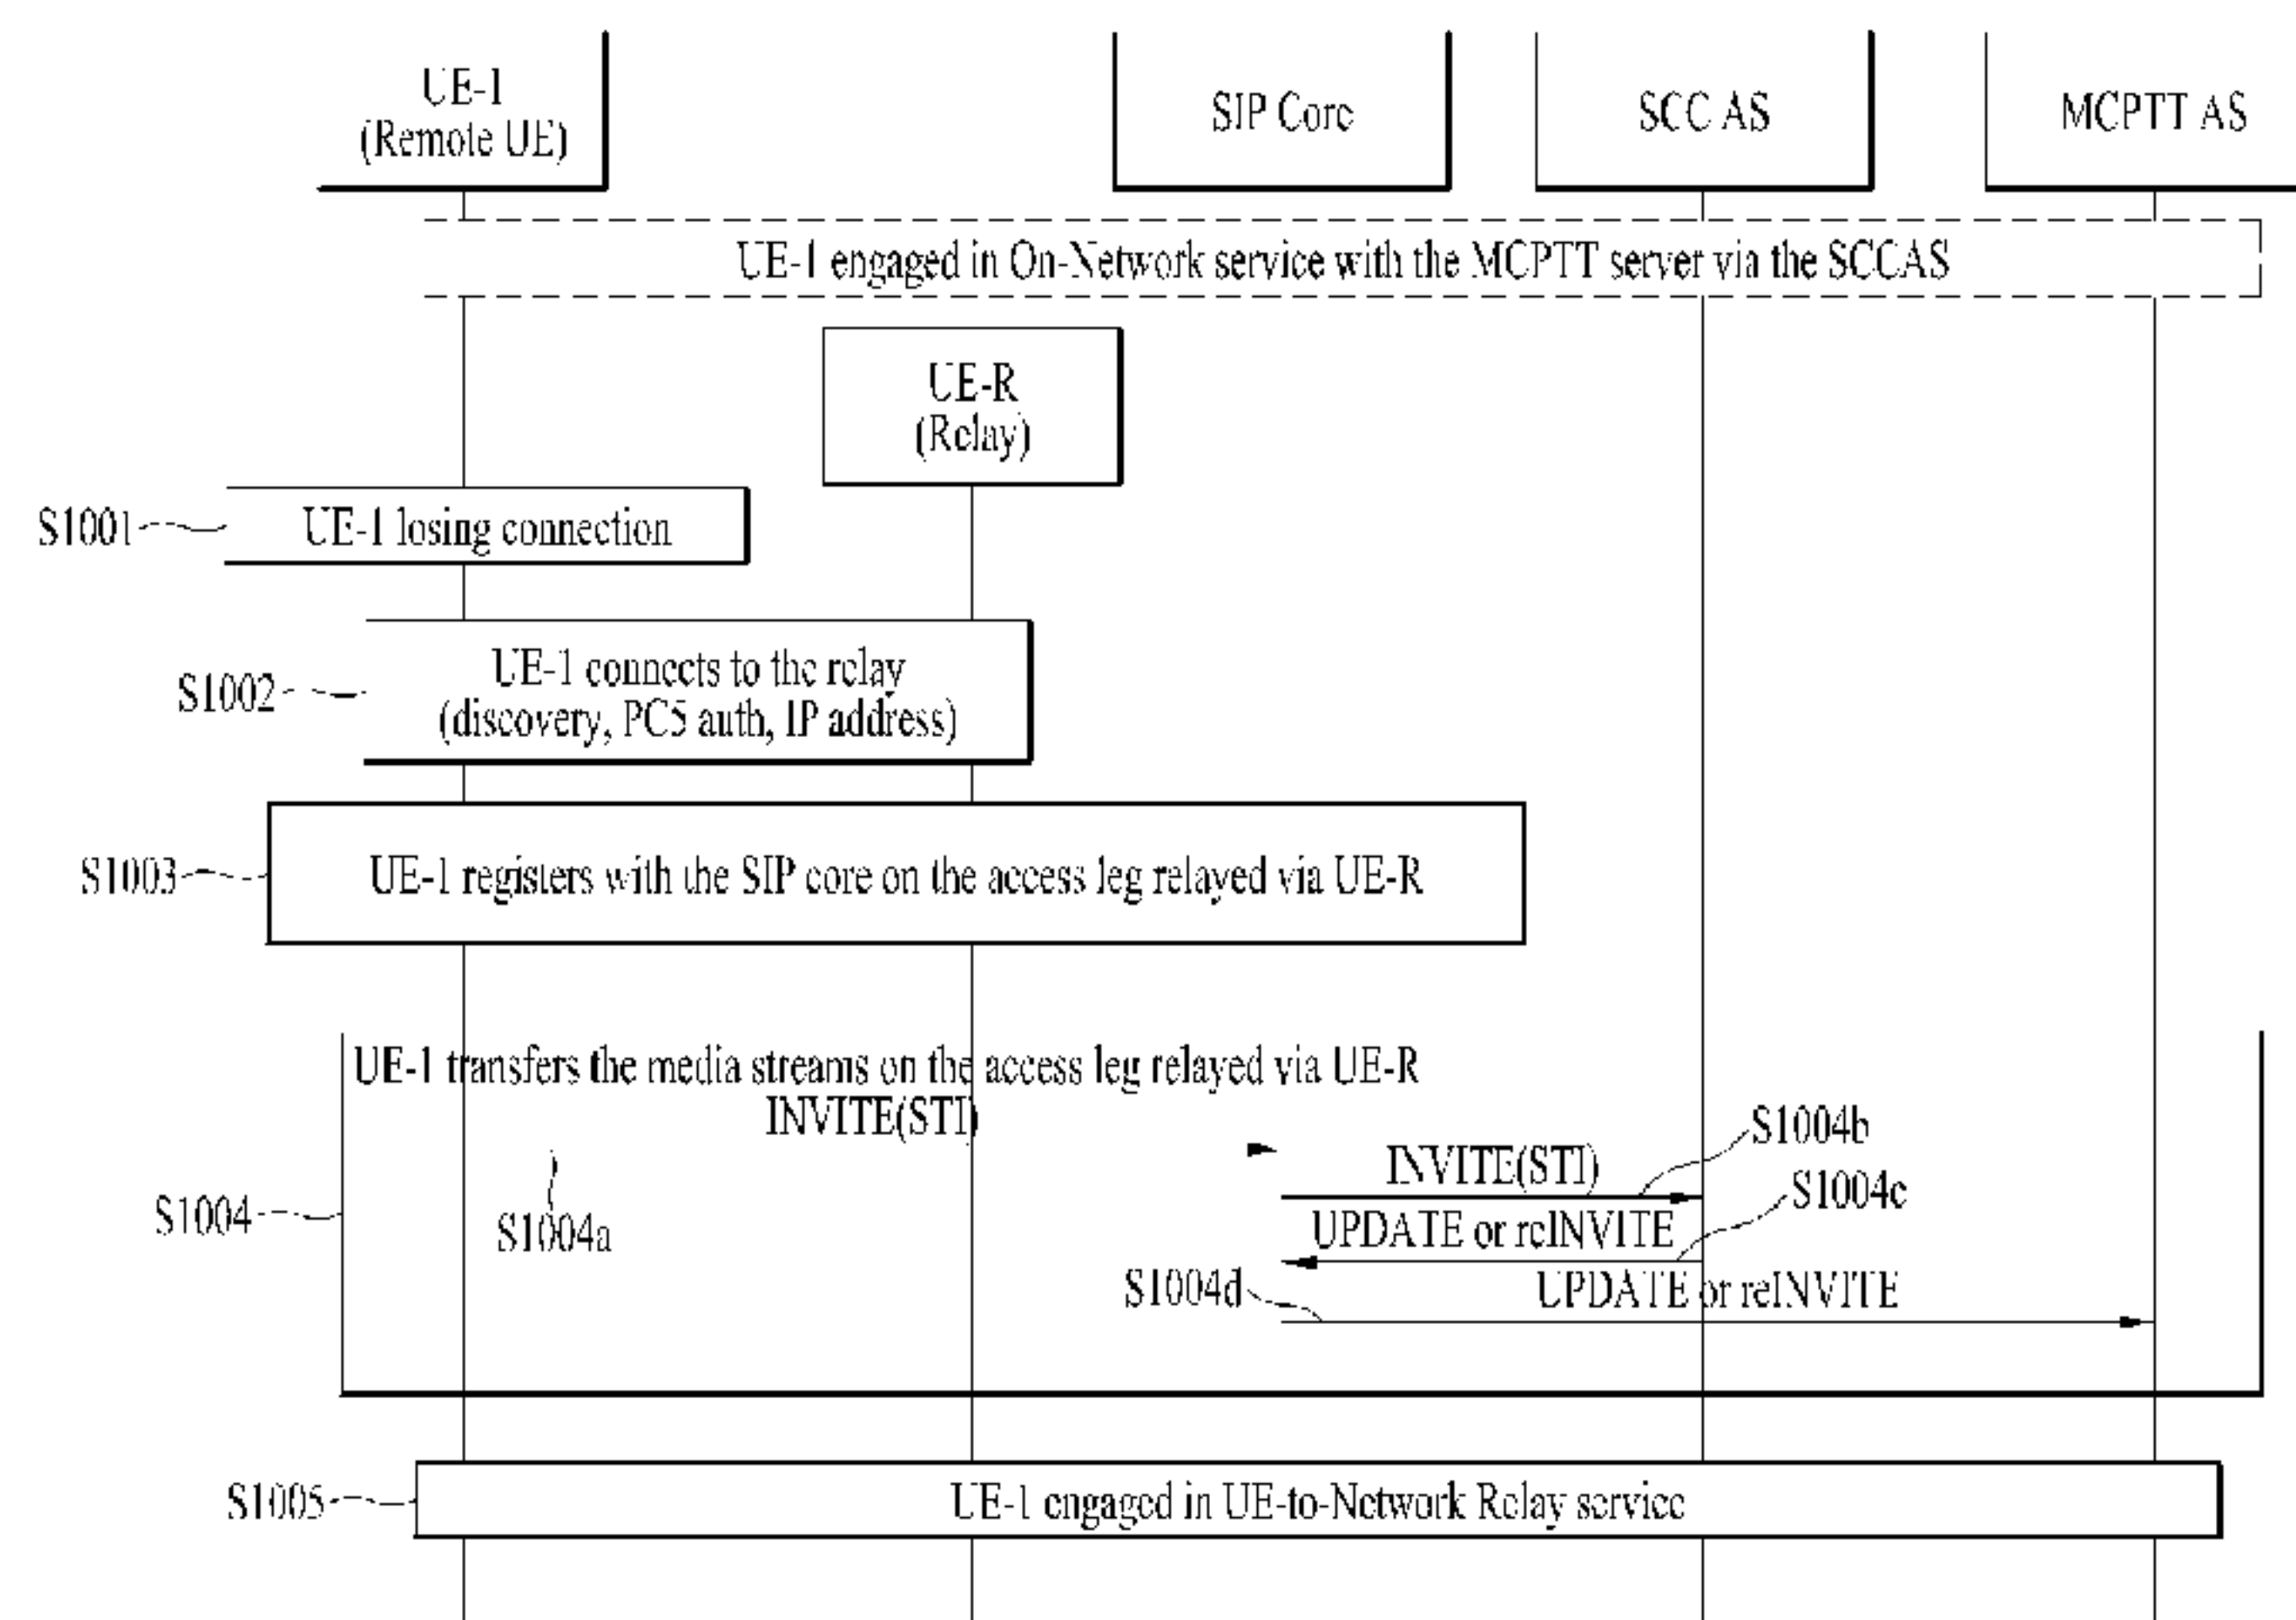 UE-1
(Remote UE)
SIP Core
SCC AS
MCPTT AS
UE-1 engaged in On-Network service with the MCPTT server via the SCCAS
UE-R
(Relay)
S1001
UE-1 losing connection
S1002
UE-1 connects to the relay
(discovery, PC5 auth, IP address)
S1003
UE-1 registers with the SIP core on the access leg relayed via UE-R
UE-1 transfers the media streams on the access leg relayed via UE-R
INVITE(STI)
S1004b
INVITE(STI)
S1004c
S1004
S1004a
UPDATE or reINVITE
S1004d
UPDATE or reINVITE
S1005
UE-1 engaged in UE-to-Network Relay service